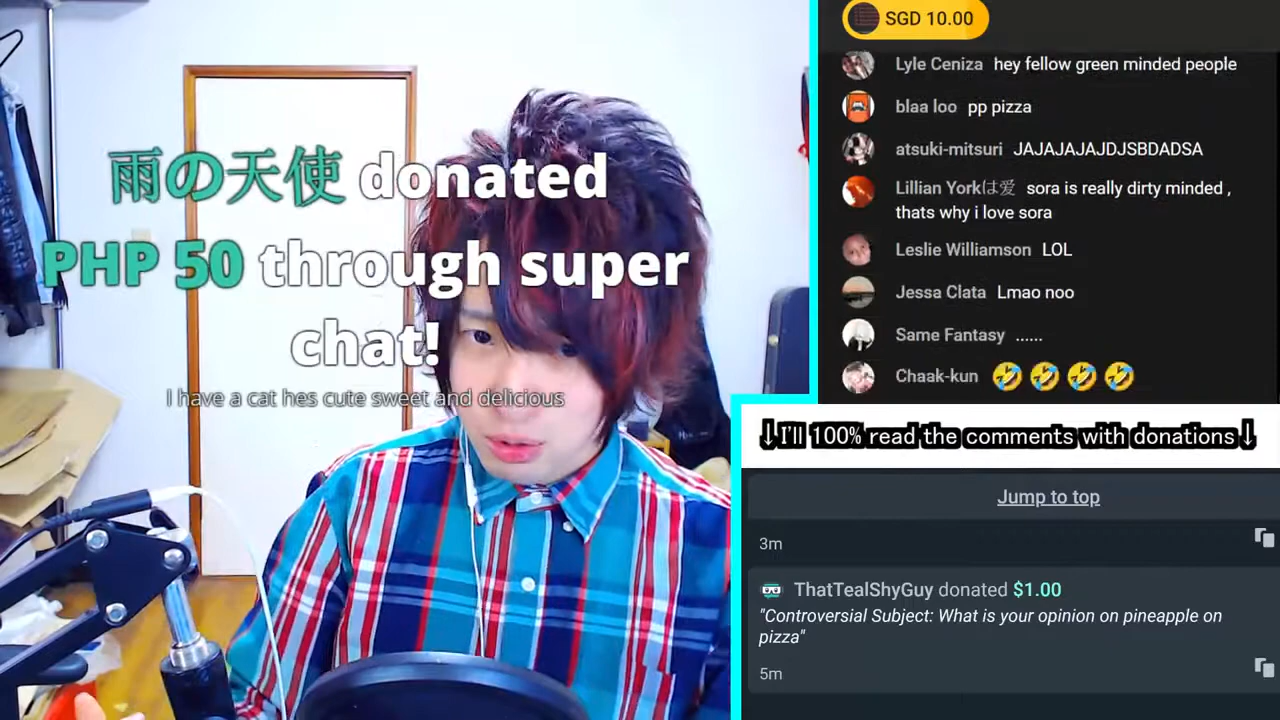 雨の天使 donated
PHP 50 through super
chat!
I have a cat hes cute sweet and delicious
SGD 10.00
Lyle Ceniza hey fellow green minded people
blaa loo pp pizza
atsuki-mitsuri JAJAJAJAJDJSBDADSA
Lillian Yorkは爱 sora is really dirty minded ,
thats why i love sora
Leslie Williamson LOL
Jessa Clata Lmao noo
Same Fantasy ......
Chaak-kun 🤣🤣🤣🤣
↓I'll 100% read the comments with donations↓
Jump to top
3m
ThatTealShyGuy donated $1.00
"Controversial Subject: What is your opinion on pineapple on
pizza"
5m